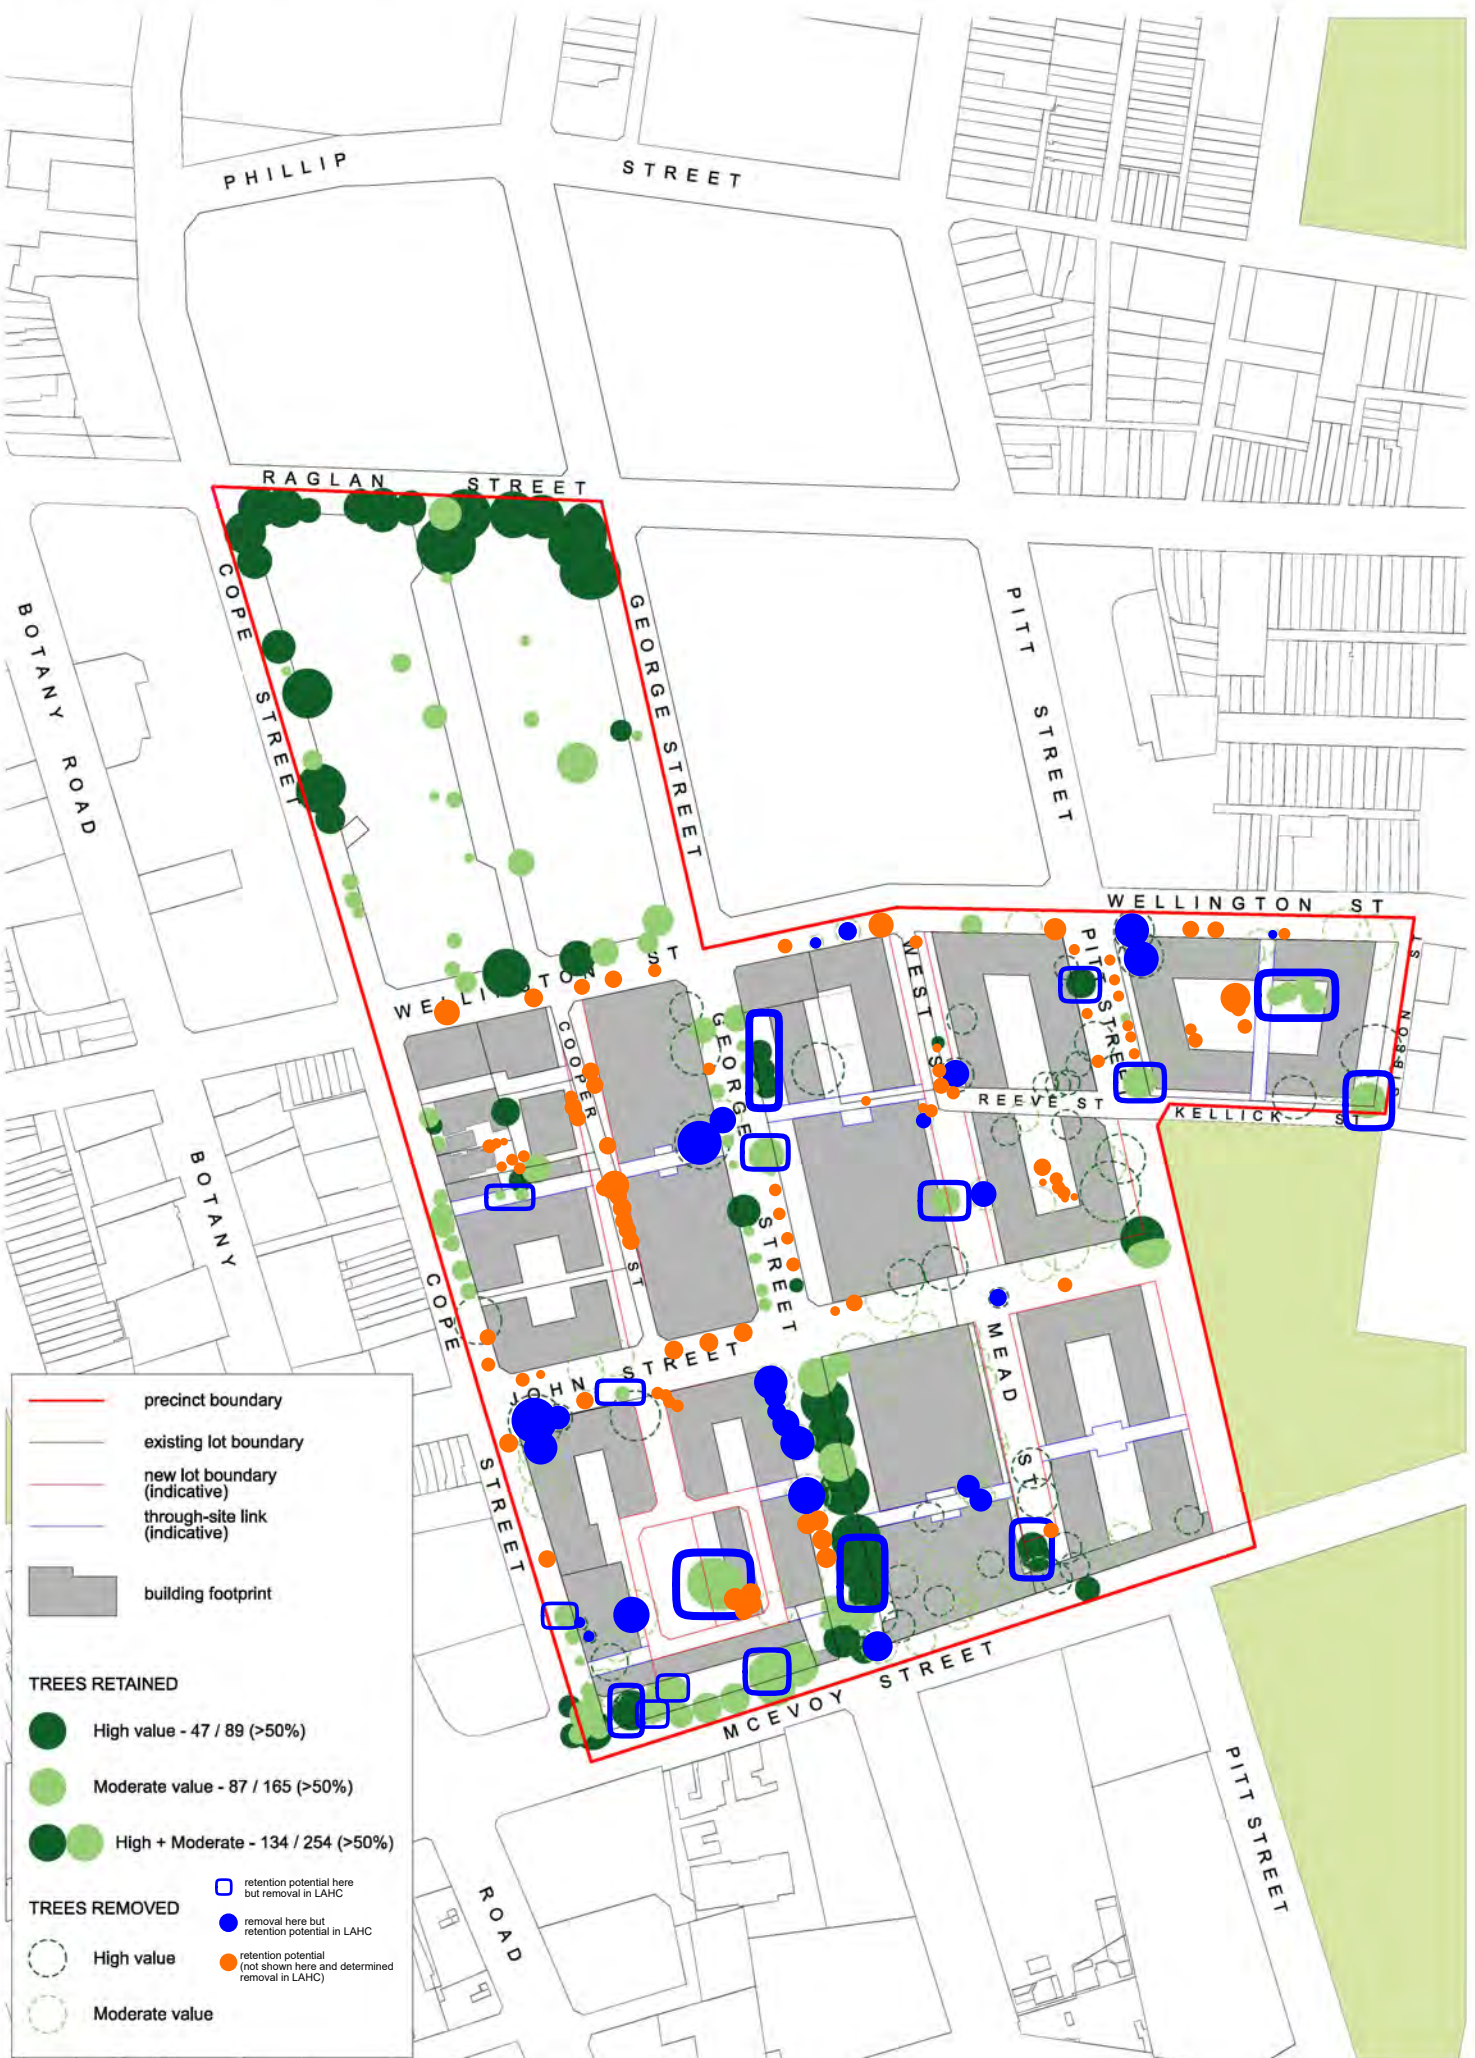 PHILLIP STREET
RAGLAN STREET
COPE STREET
GEORGE STREET
BOTANY ROAD
PITT STREET
WELLINGTON ST
WELLINGTON ST
PITT STREET
WEST S
GIBSON ST
COOPER ST
GEORGE STREET
REEVE ST
KELLICK ST
BOTANY ROAD
COPE STREET
JOHN STREET
MEAD ST
MCEVOY STREET
PITT STREET
precinct boundary
existing lot boundary
new lot boundary
(indicative)
through-site link
(indicative)
building footprint
TREES RETAINED
High value - 47 / 89 (>50%)
Moderate value - 87 / 165 (>50%)
High + Moderate - 134 / 254 (>50%)
TREES REMOVED
High value
Moderate value
retention potential here
but removal in LAHC
removal here but
retention potential in LAHC
retention potential
(not shown here and determined
removal in LAHC)